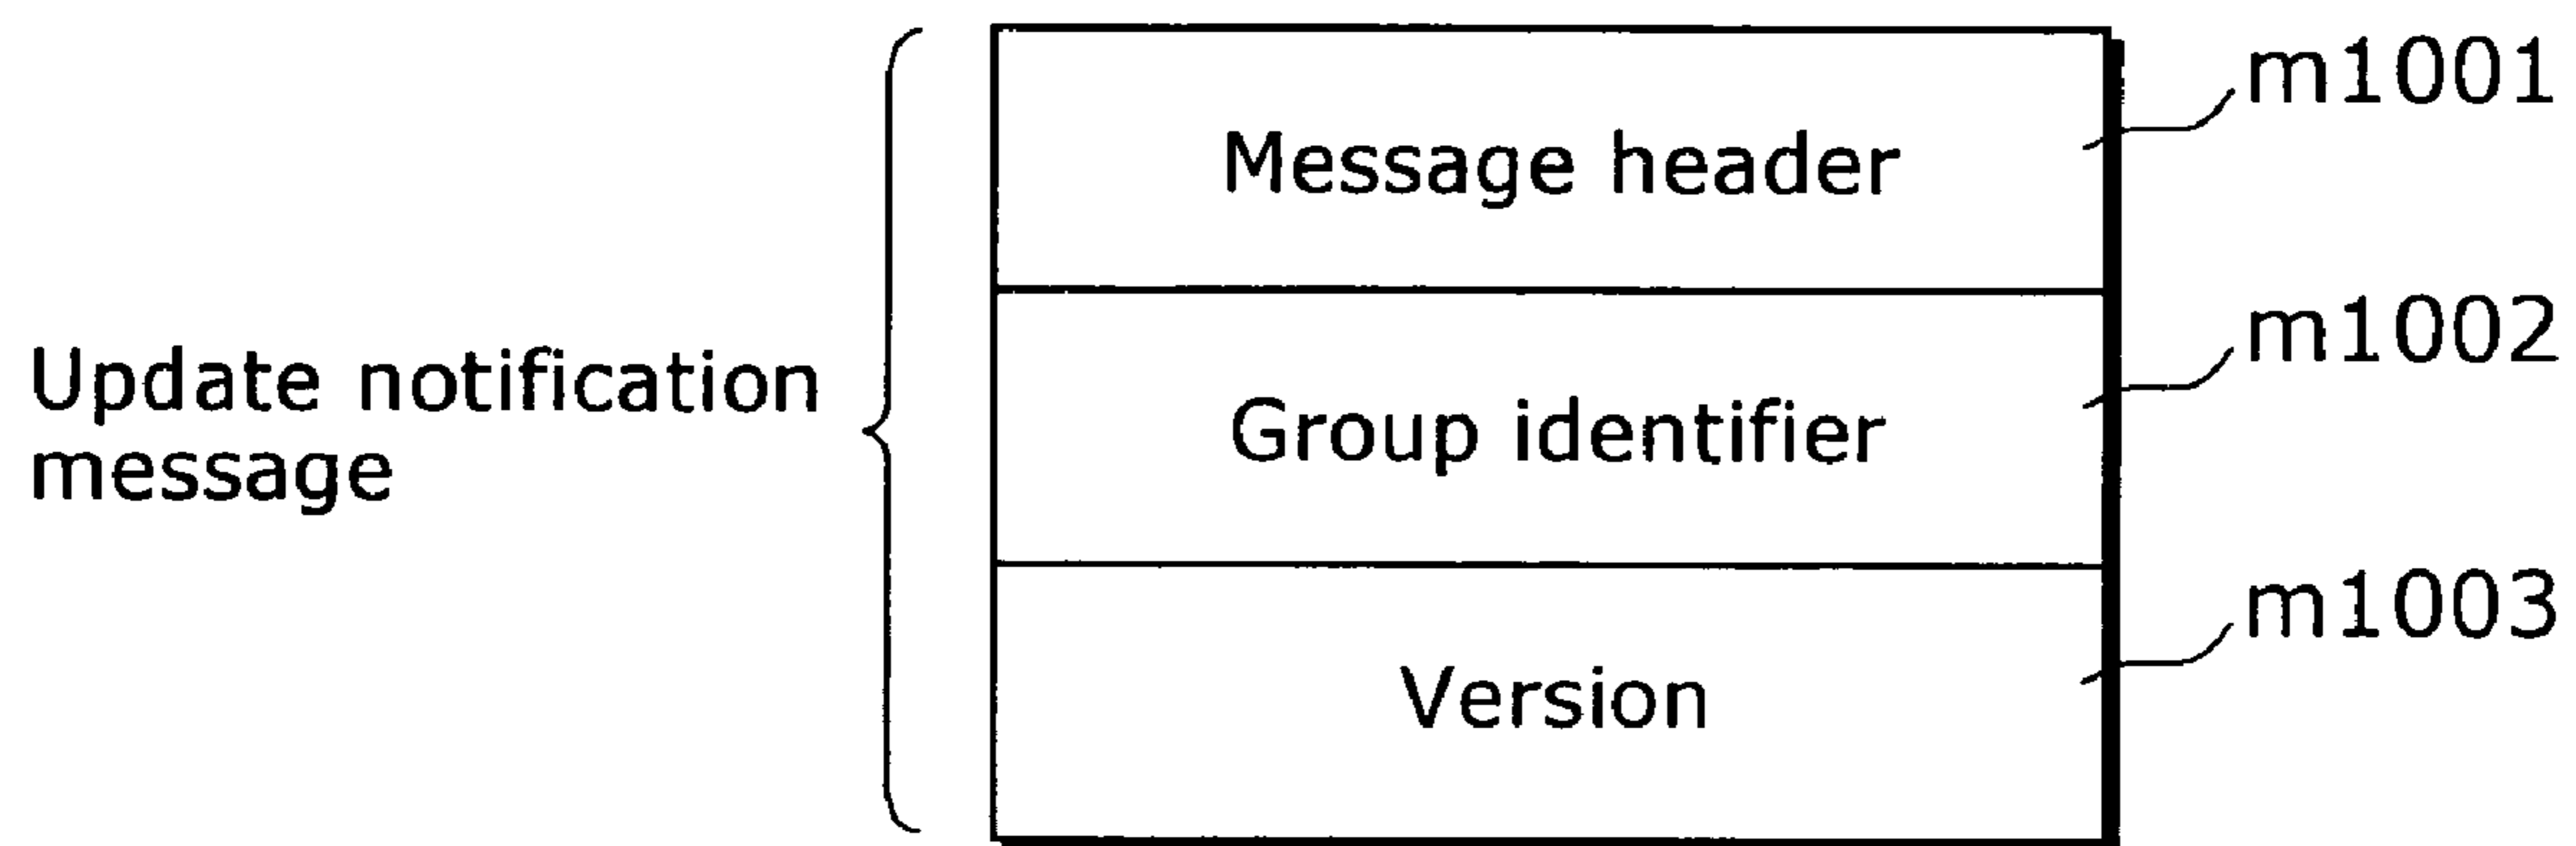 m1001
Message header
m1002
Update notification
message
Group identifier
m1003
Version